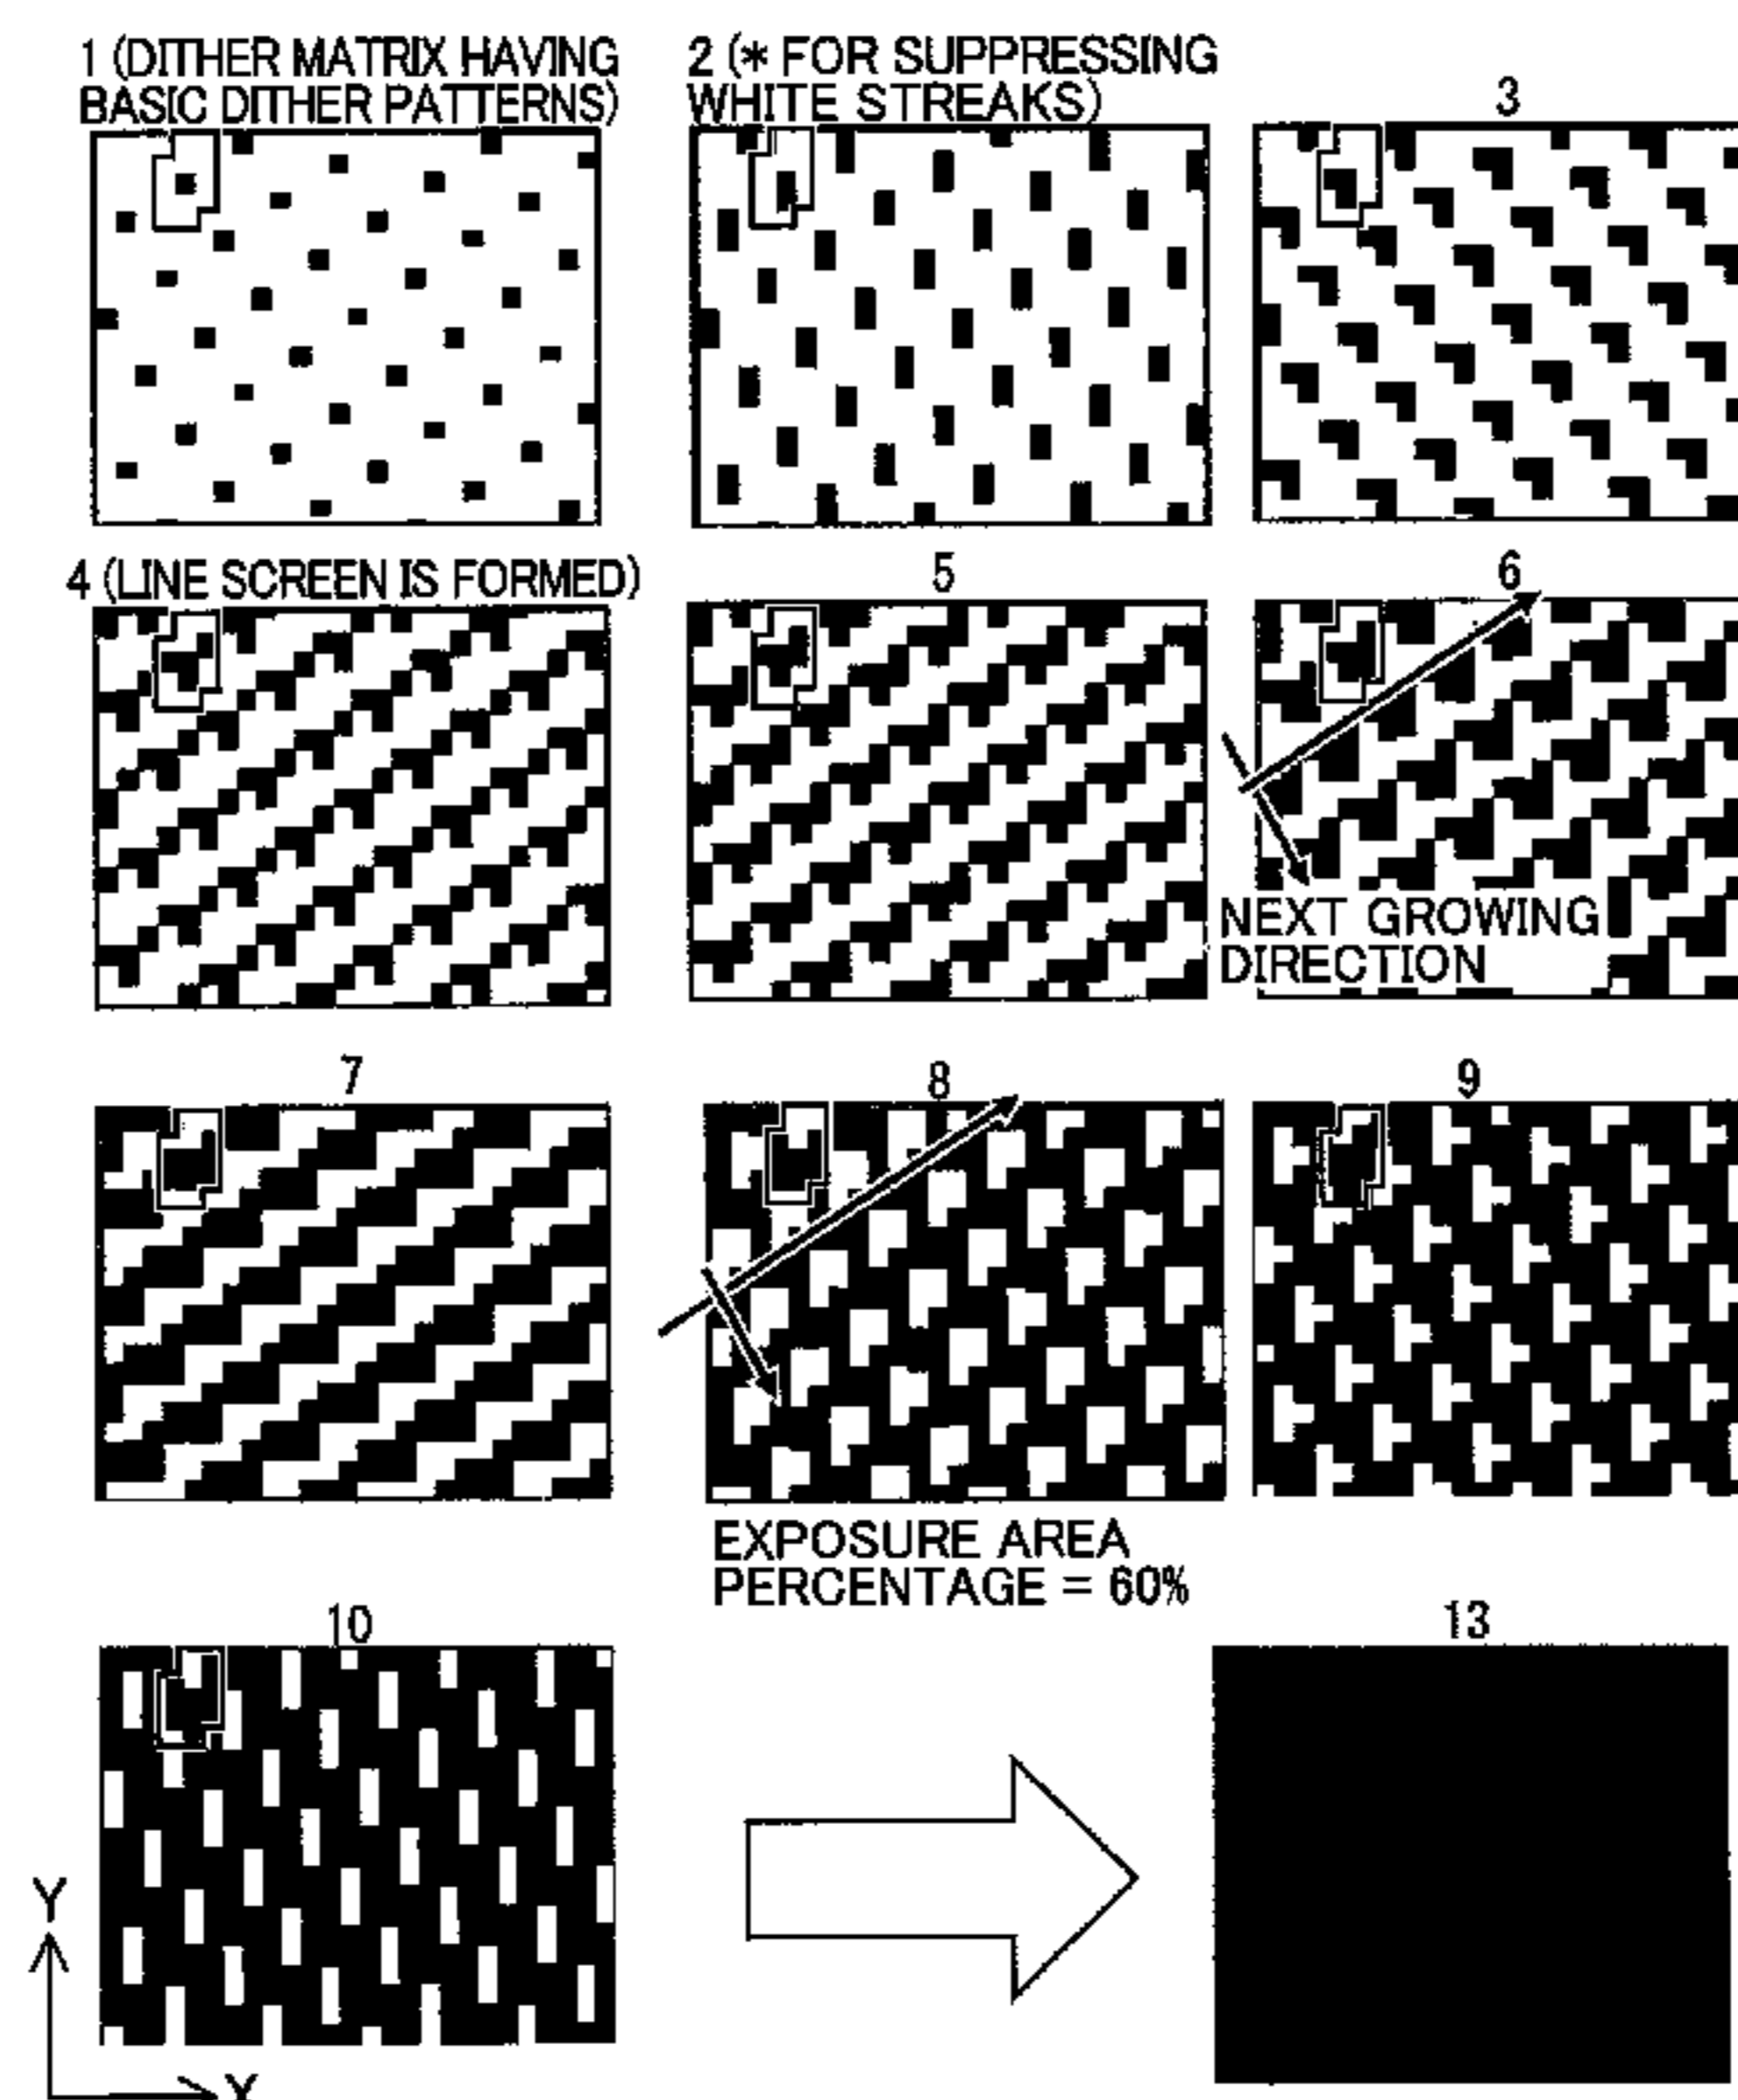 1 (DITHER MATRIX HAVING
BASIC DITHER PATTERNS)
2 (* FOR SUPPRESSING
WHITE STREAKS)
3
4 (LINE SCREEN IS FORMED)
5
6
NEXT GROWING
DIRECTION
7
8
9
EXPOSURE AREA
PERCENTAGE = 60%
10
13
Y